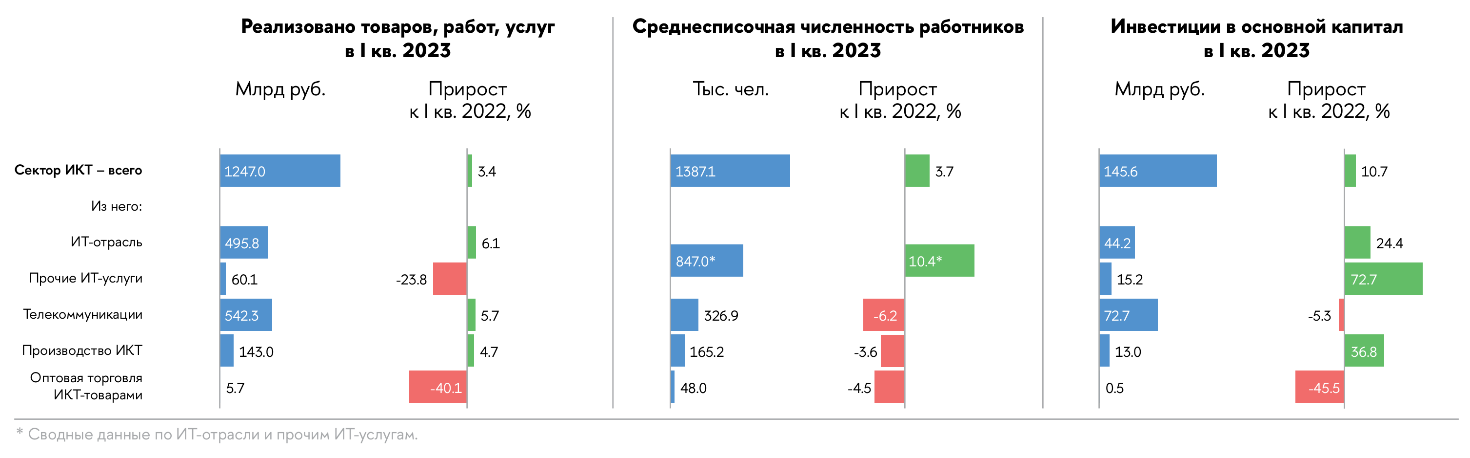 Реализовано товаров, работ, услуг
в I кв. 2023
Среднесписочная численность работников
в I кв. 2023
Инвестиции в основной капитал
в I кв. 2023
Млрд руб.
Прирост
к I кв. 2022, %
Тыс. чел.
Прирост
к I кв. 2022, %
Млрд руб.
Прирост
к I кв. 2022, %
Сектор ИКТ – всего
1247.0
3.4
1387.1
3.7
145.6
10.7
Из него:
ИТ-отрасль
495.8
6.1
847.0*
10.4*
44.2
24.4
Прочие ИТ-услуги
60.1
-23.8
15.2
72.7
Телекоммуникации
542.3
5.7
326.9
-6.2
72.7
-5.3
Производство ИКТ
143.0
4.7
165.2
-3.6
13.0
36.8
Оптовая торговля
ИКТ-товарами
5.7
-40.1
48.0
-4.5
0.5
-45.5
* Сводные данные по ИТ-отрасли и прочим ИТ-услугам.